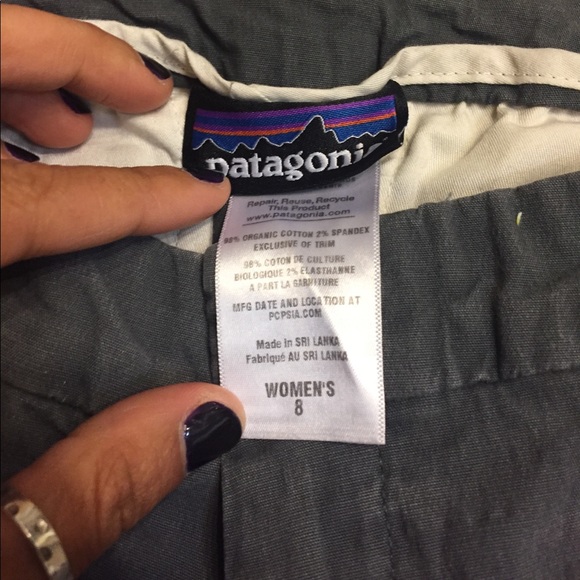 patagonia
Repair, Reuse, Recycle
This Product
www.patagonia.com
98% ORGANIC COTTON 2% SPANDEX
EXCLUSIVE OF TRIM
98% COTON DE CULTURE
BIOLOGIQUE 2% ELASTHANNE
A PART LA GARNITURE
MFG DATE AND LOCATION AT
PCPSIA.COM
Made in SRI LANKA
Fabriqué AU SRI LANKA
WOMEN'S
8